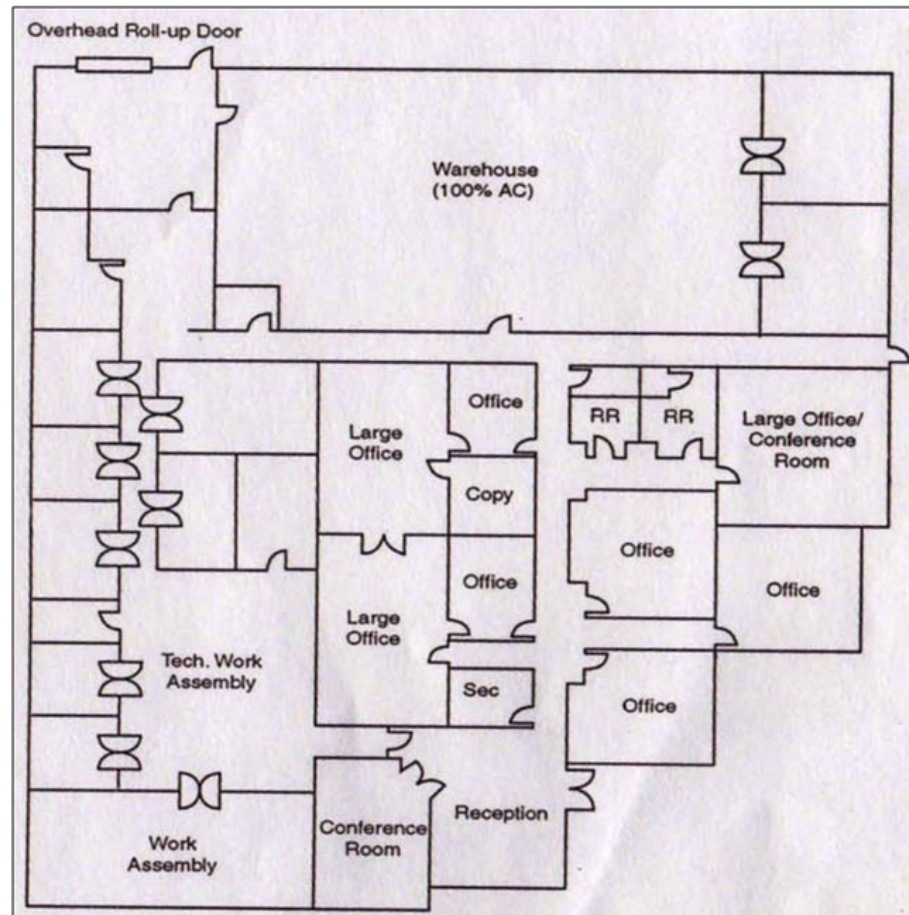 Overhead Roll-up Door
Warehouse
(100% AC)
Office
RR
RR
Large Office/
Conference
Room
Large
Office
Copy
Office
Office
Office
Large
Office
Tech. Work
Assembly
Sec
Office
Reception
Conference
Room
Work
Assembly